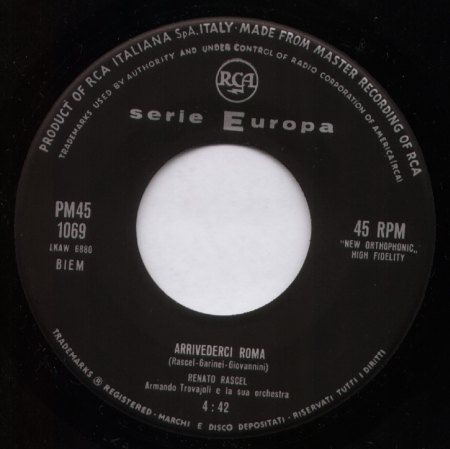 PRODUCT OF RCA ITALIANA SpA.ITALY · MADE FROM MASTER RECORDING OF RCA
TRADEMARKS USED BY AUTHORITY AND UNDER CONTROL OF RADIO CORPORATION OF AMERICA (RCA)
RCA
serie Europa
PM45
1069
LKAW 6880
BIEM
45 RPM
"NEW ORTHOPHONIC„
HIGH FIDELITY
ARRIVEDERCI ROMA
(Rascel-Garinei-Giovannini)
RENATO RASCEL
Armando Trovajoli e la sua orchestra
4:42
TRADEMARKS ® REGISTERED - MARCHI E DISCO DEPOSITATI - RISERVATI TUTTI I DIRITTI